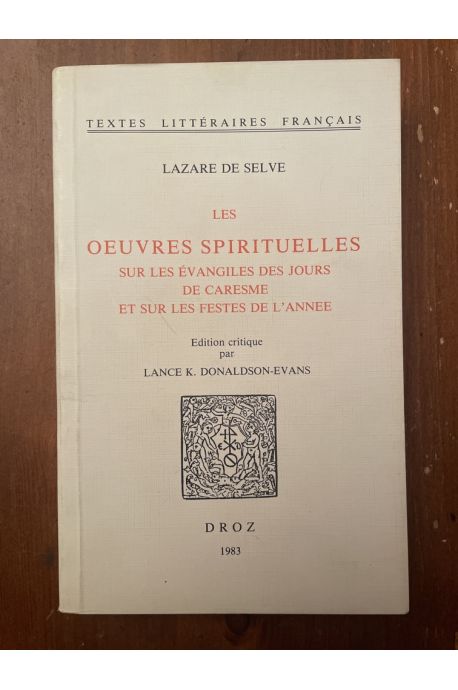 TEXTES LITTÉRAIRES FRANÇAIS
LAZARE DE SELVE
LES
OEUVRES SPIRITUELLES
SUR LES ÉVANGILES DES JOURS
DE CARESME
ET SUR LES FESTES DE L'ANNEE
Edition critique
par
LANCE K. DONALDSON-EVANS
DROZ
1983